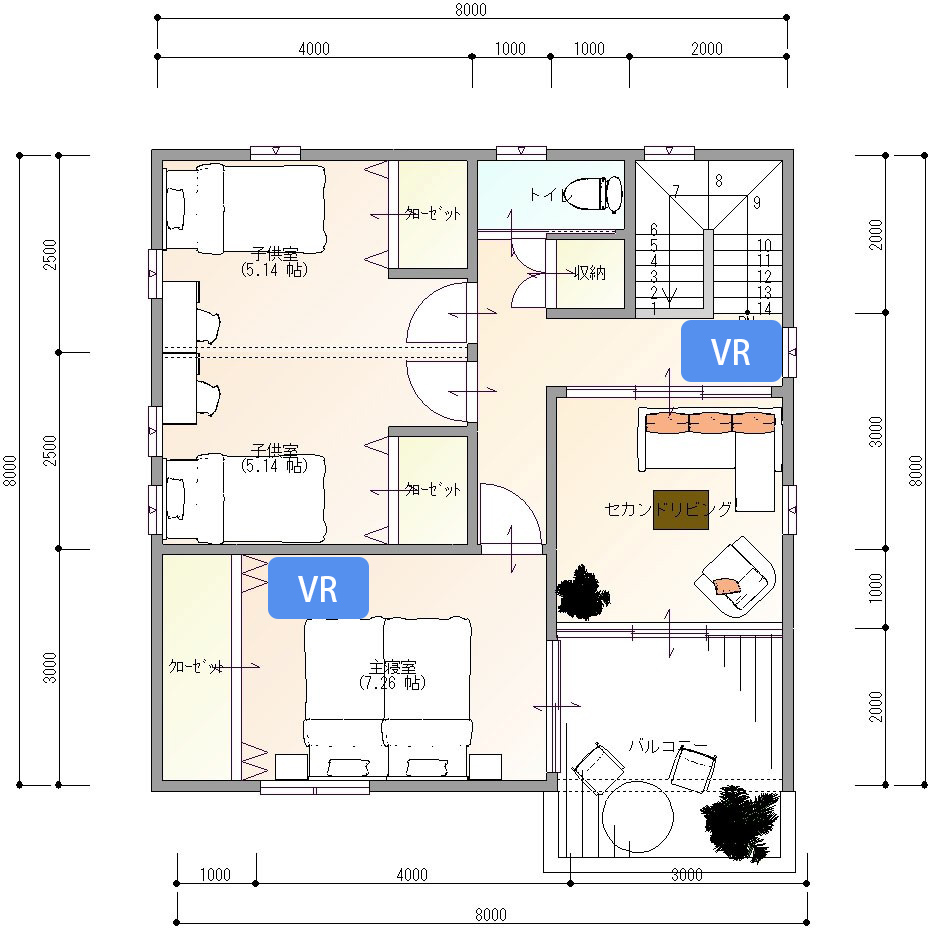 8000
4000
1000
1000
2000
トイレ
クローゼット
収納
子供室
(5.14 帖)
7
8
9
6
5
4
3
2
1
10
11
12
13
14
VR
2500
2500
3000
8000
2000
3000
1000
2000
8000
子供室
(5.14 帖)
クローゼット
セカンドリビング
VR
クローゼット
主寝室
(7.26 帖)
バルコニー
1000
4000
3000
8000